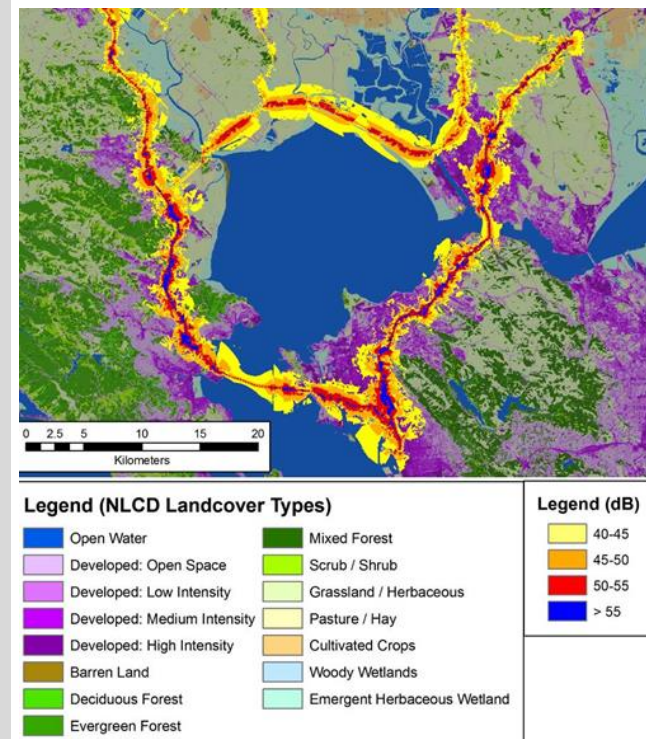 0 2.5 5 10 15 20
Kilometers
Legend (NLCD Landcover Types)
Open Water
Developed: Open Space
Developed: Low Intensity
Developed: Medium Intensity
Developed: High Intensity
Barren Land
Deciduous Forest
Evergreen Forest
Mixed Forest
Scrub / Shrub
Grassland / Herbaceous
Pasture / Hay
Cultivated Crops
Woody Wetlands
Emergent Herbaceous Wetland
Legend (dB)
40-45
45-50
50-55
> 55